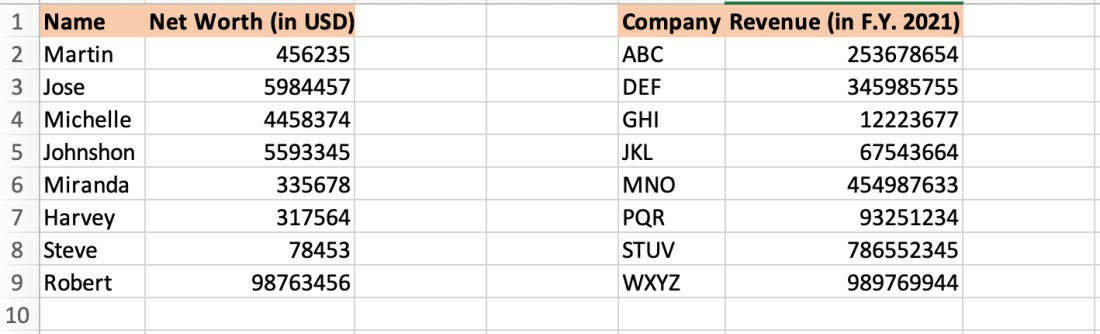 1 Name Net Worth (in USD) Company Revenue (in F.Y. 2021)
2 Martin 456235 ABC 253678654
3 Jose 5984457 DEF 345985755
4 Michelle 4458374 GHI 12223677
5 Johnshon 5593345 JKL 67543664
6 Miranda 335678 MNO 454987633
7 Harvey 317564 PQR 93251234
8 Steve 78453 STUV 786552345
9 Robert 98763456 WXYZ 989769944
10